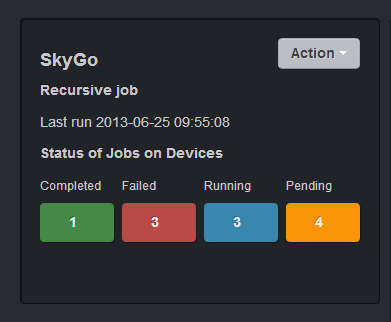 SkyGo
Action
Recursive job
Last run 2013-06-25 09:55:08
Status of Jobs on Devices
Completed Failed Running Pending
1 3 3 4